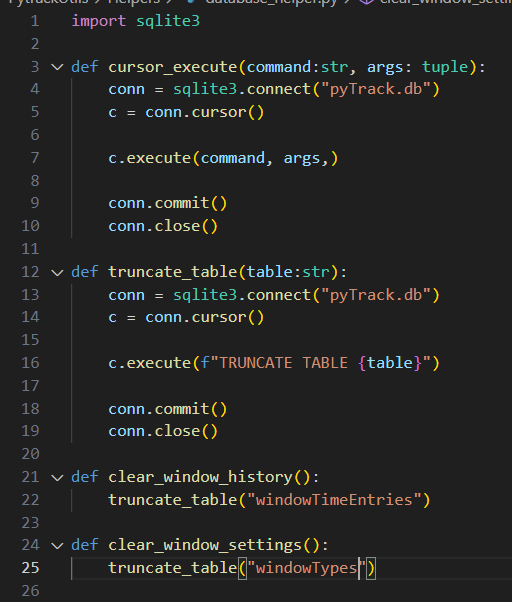 PytrackUtils > Helpers > database_helper.py > clear_window_setti
1 import sqlite3
2
3 def cursor_execute(command:str, args: tuple):
4 conn = sqlite3.connect("pyTrack.db")
5 c = conn.cursor()
6
7 c.execute(command, args,)
8
9 conn.commit()
10 conn.close()
11
12 def truncate_table(table:str):
13 conn = sqlite3.connect("pyTrack.db")
14 c = conn.cursor()
15
16 c.execute(f"TRUNCATE TABLE {table}")
17
18 conn.commit()
19 conn.close()
20
21 def clear_window_history():
22 truncate_table("windowTimeEntries")
23
24 def clear_window_settings():
25 truncate_table("windowTypes")
26